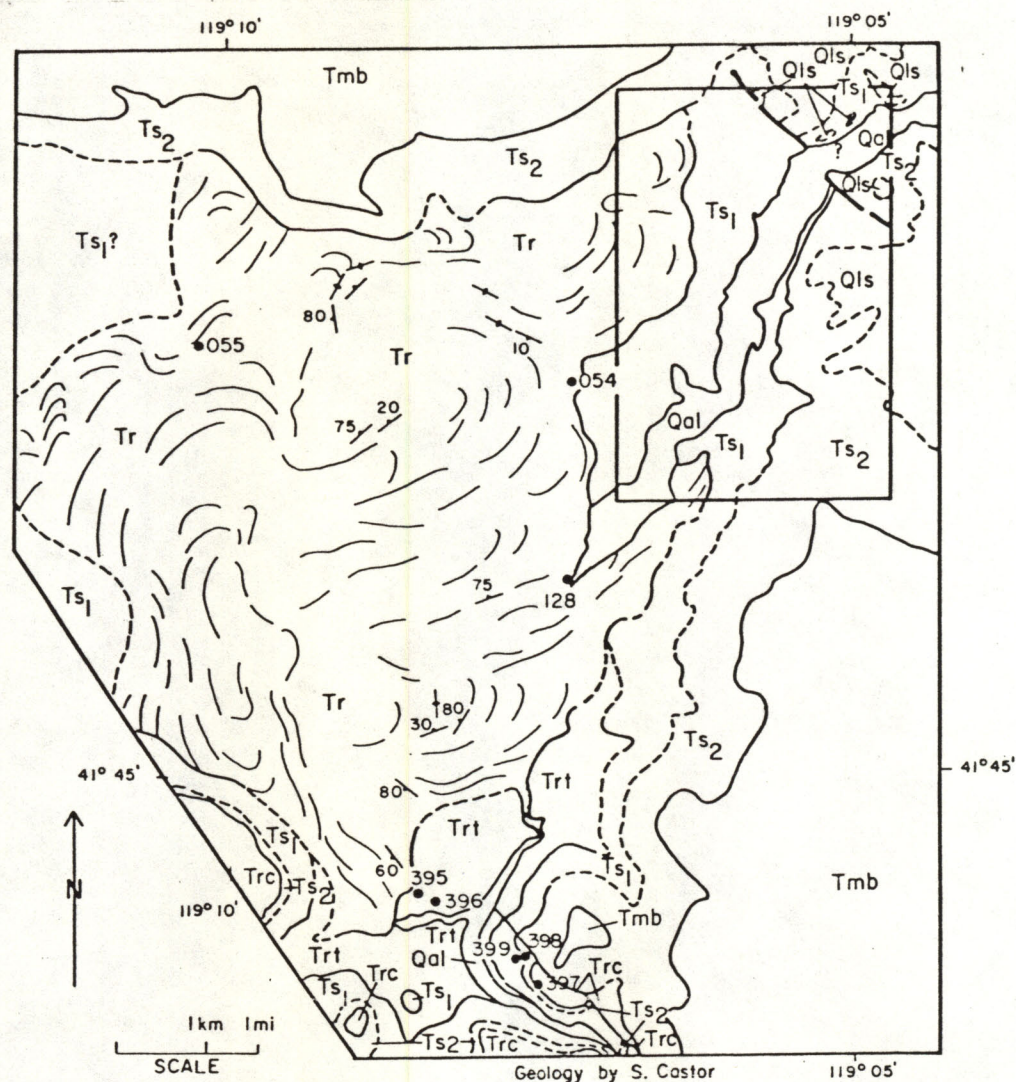 119° 10'
119° 05'
Tmb
Qls
Qls
Qls
Ts1
Qal
?
Ts2
Ts2
Ts2
Qls
Ts1?
Tr
Ts1
Qls
80
Tr
10
055
054
20
75
Tr
Qal
Ts1
Ts2
Ts1
75
128
Tr
80
30
Ts2
41° 45'
41° 45'
80
Trt
Trt
Ts1
Ts1
60
Trc
Ts2
395
396
Tmb
N
119° 10'
Tmb
Trt
Trt
399
398
Qal
Trc
397
Ts1
Trc
Ts1
Ts2
1km 1mi
Ts2
Trc
Trc
SCALE
Geology by S. Castor
119° 05'